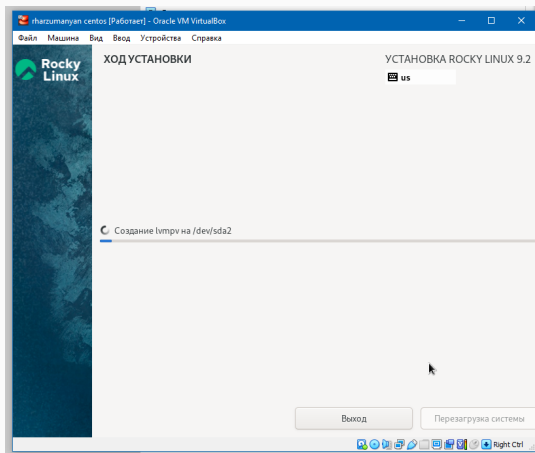 rharzumanyan centos [Работает] - Oracle VM VirtualBox
Файл Машина Вид Ввод Устройства Справка
Rocky
Linux
ХОД УСТАНОВКИ
УСТАНОВКА ROCKY LINUX 9.2
us
Создание lvmpv на /dev/sda2
Выход
Перезагрузка системы
Right Ctrl